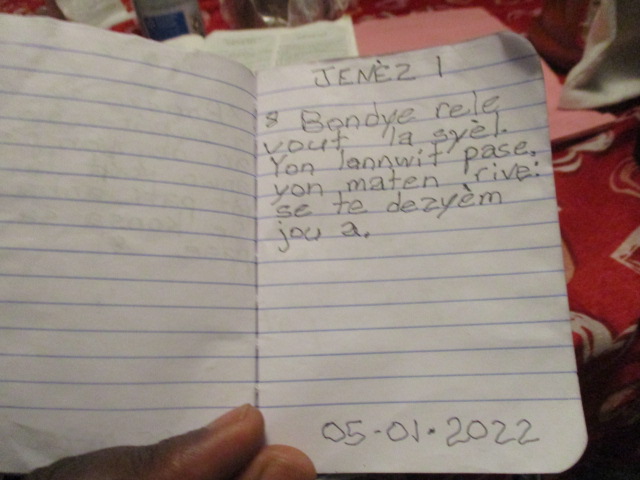 JENÈZ 1
8 Bondye rele
vout la syèl.
Yon lannwit pase,
yon maten rive:
se te dezyèm
jou a.
05-01-2022